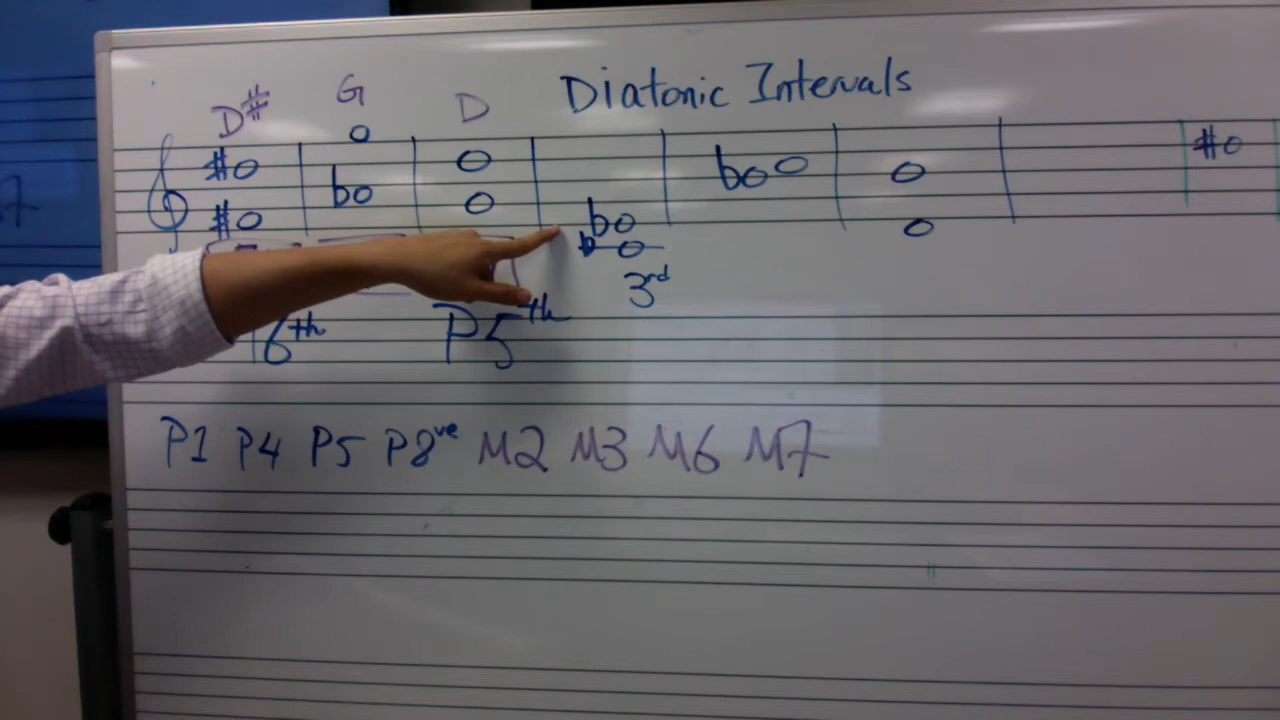 Diatonic Intervals
D# G D
3rd
6th P5th
P1 P4 P5 P8ve M2 M3 M6 M7